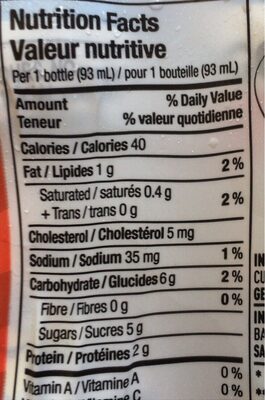 Nutrition Facts
Valeur nutritive
Per 1 bottle (93 mL) / pour 1 bouteille (93 mL)
Amount % Daily Value
Teneur % valeur quotidienne
Calories / Calories 40
Fat / Lipides 1 g 2 %
Saturated / saturés 0.4 g 2 %
+ Trans / trans 0 g
Cholesterol / Cholestérol 5 mg
Sodium / Sodium 35 mg 1 %
Carbohydrate / Glucides 6 g 2 %
Fibre / Fibres 0 g 0 %
Sugars / Sucres 5 g
Protein / Protéines 2 g
Vitamin A / Vitamine A 0 %
0 %